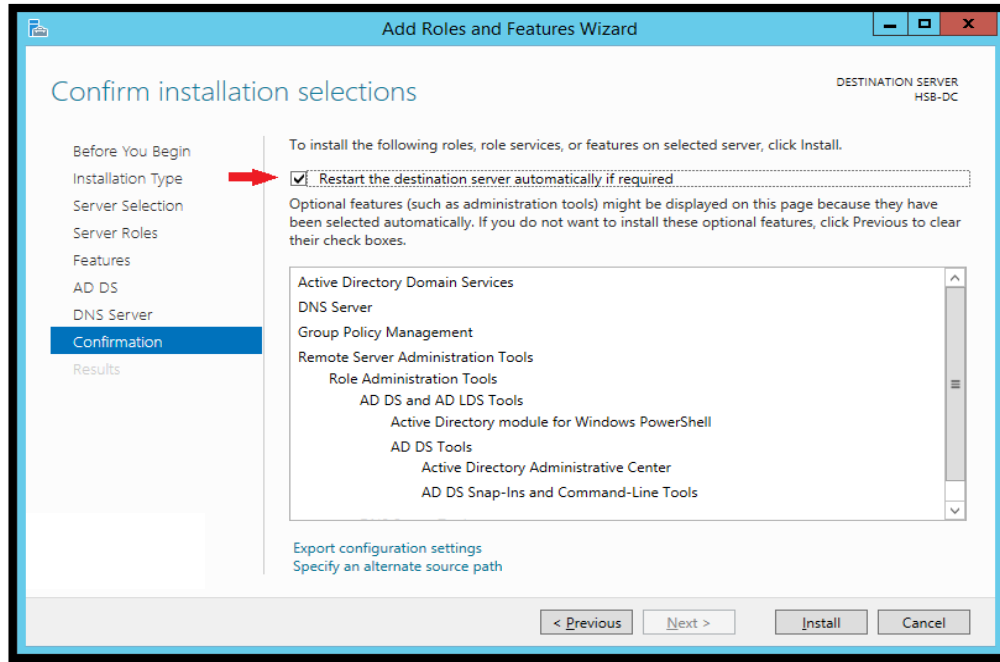 Add Roles and Features Wizard
Confirm installation selections
DESTINATION SERVER
HSB-DC
Before You Begin
Installation Type
Server Selection
Server Roles
Features
AD DS
DNS Server
Confirmation
Results
To install the following roles, role services, or features on selected server, click Install.
Restart the destination server automatically if required
Optional features (such as administration tools) might be displayed on this page because they have
been selected automatically. If you do not want to install these optional features, click Previous to clear
their check boxes.
Active Directory Domain Services
DNS Server
Group Policy Management
Remote Server Administration Tools
Role Administration Tools
AD DS and AD LDS Tools
Active Directory module for Windows PowerShell
AD DS Tools
Active Directory Administrative Center
AD DS Snap-Ins and Command-Line Tools
Export configuration settings
Specify an alternate source path
< Previous
Next >
Install
Cancel